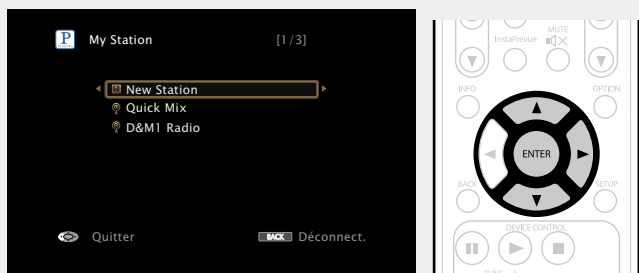 P
My Station [1/3]
New Station
Quick Mix
D&M1 Radio
Quitter
BACK Déconnect.
InstaPrevue
MUTE
INFO
OPTION
ENTER
BACK
SETUP
DEVICE CONTROL